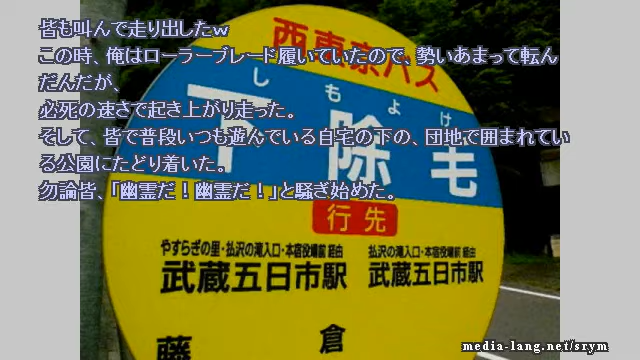 皆も叫んで走り出したｗ
この時、俺はローラーブレード履いていたので、勢いあまって転ん
だんだが、
必死の速さで起き上がり走った。
そして、皆で普段いつも遊んでいる自宅の下の、団地で囲まれてい
る公園にたどり着いた。
勿論皆、「幽霊だ！幽霊だ！」と騒ぎ始めた。
西東京バス
しもよけ
下除毛
行先
やすらぎの里・払沢の滝入口・本宿役場前 経由
武蔵五日市駅
払沢の滝入口・本宿役場前 経由
武蔵五日市駅
藤倉
media-lang.net/srym